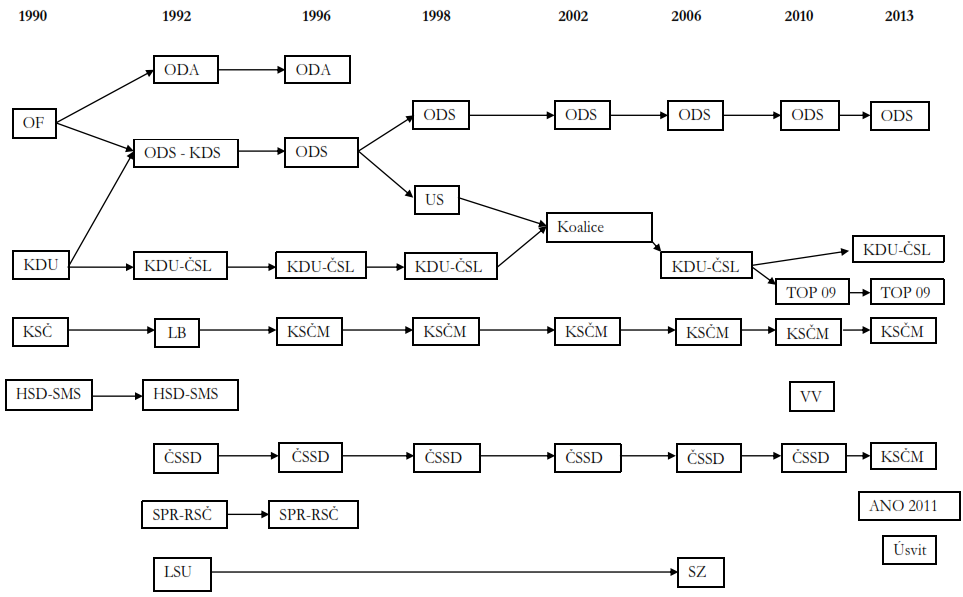 1990 1992 1996 1998 2002 2006 2010 2013
ODA ODA
OF ODS ODS ODS ODS ODS
ODS - KDS ODS
US
Koalice
KDU KDU-ČSL KDU-ČSL KDU-ČSL KDU-ČSL KDU-ČSL
TOP 09 TOP 09
KSČ LB KSČM KSČM KSČM KSČM KSČM KSČM
HSD-SMS HSD-SMS VV
ČSSD ČSSD ČSSD ČSSD ČSSD ČSSD KSČM
SPR-RSČ SPR-RSČ ANO 2011
Úsvit
LSU SZ